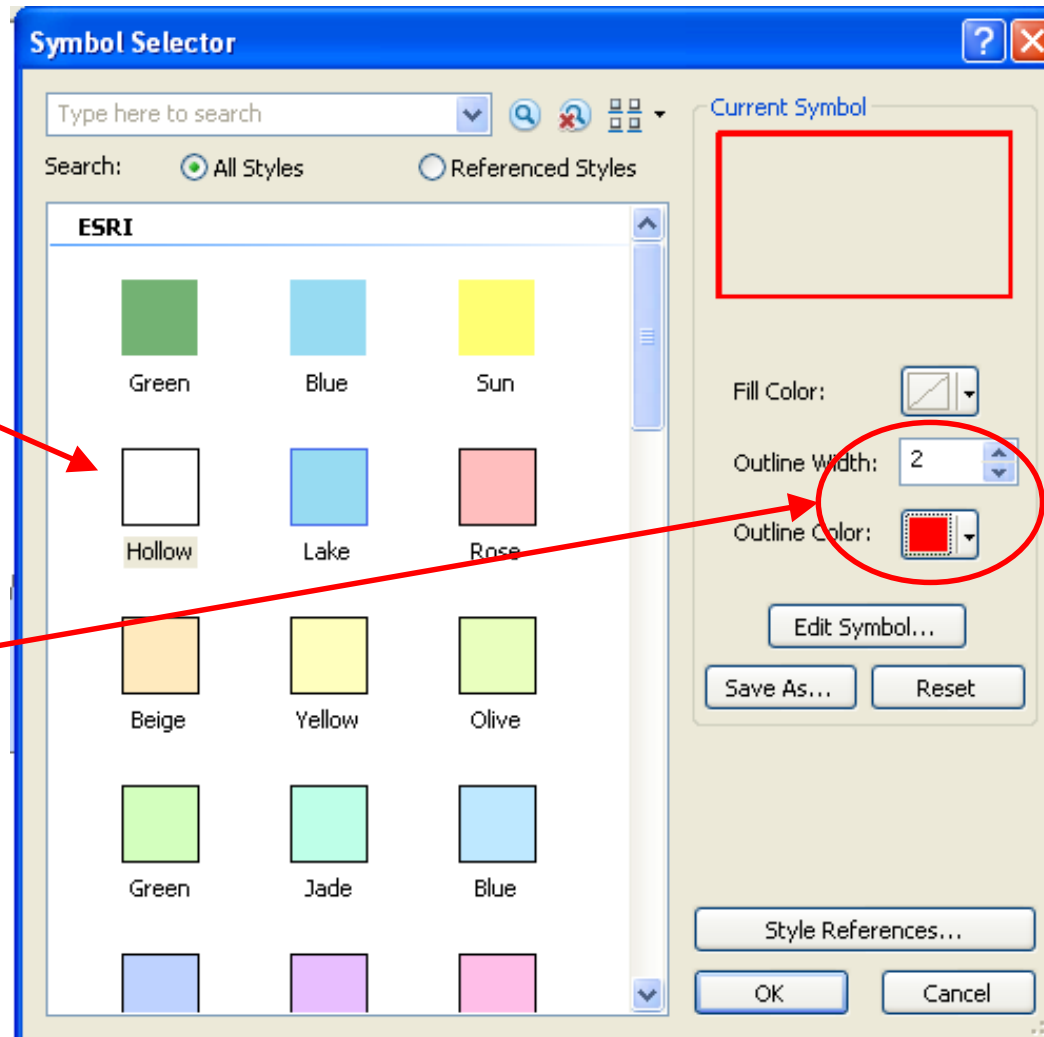 Symbol Selector
Type here to search
Search: All Styles Referenced Styles
ESRI
Green Blue Sun
Hollow Lake Rose
Beige Yellow Olive
Green Jade Blue
Current Symbol
Fill Color:
Outline Width: 2
Outline Color:
Edit Symbol...
Save As... Reset
Style References...
OK Cancel